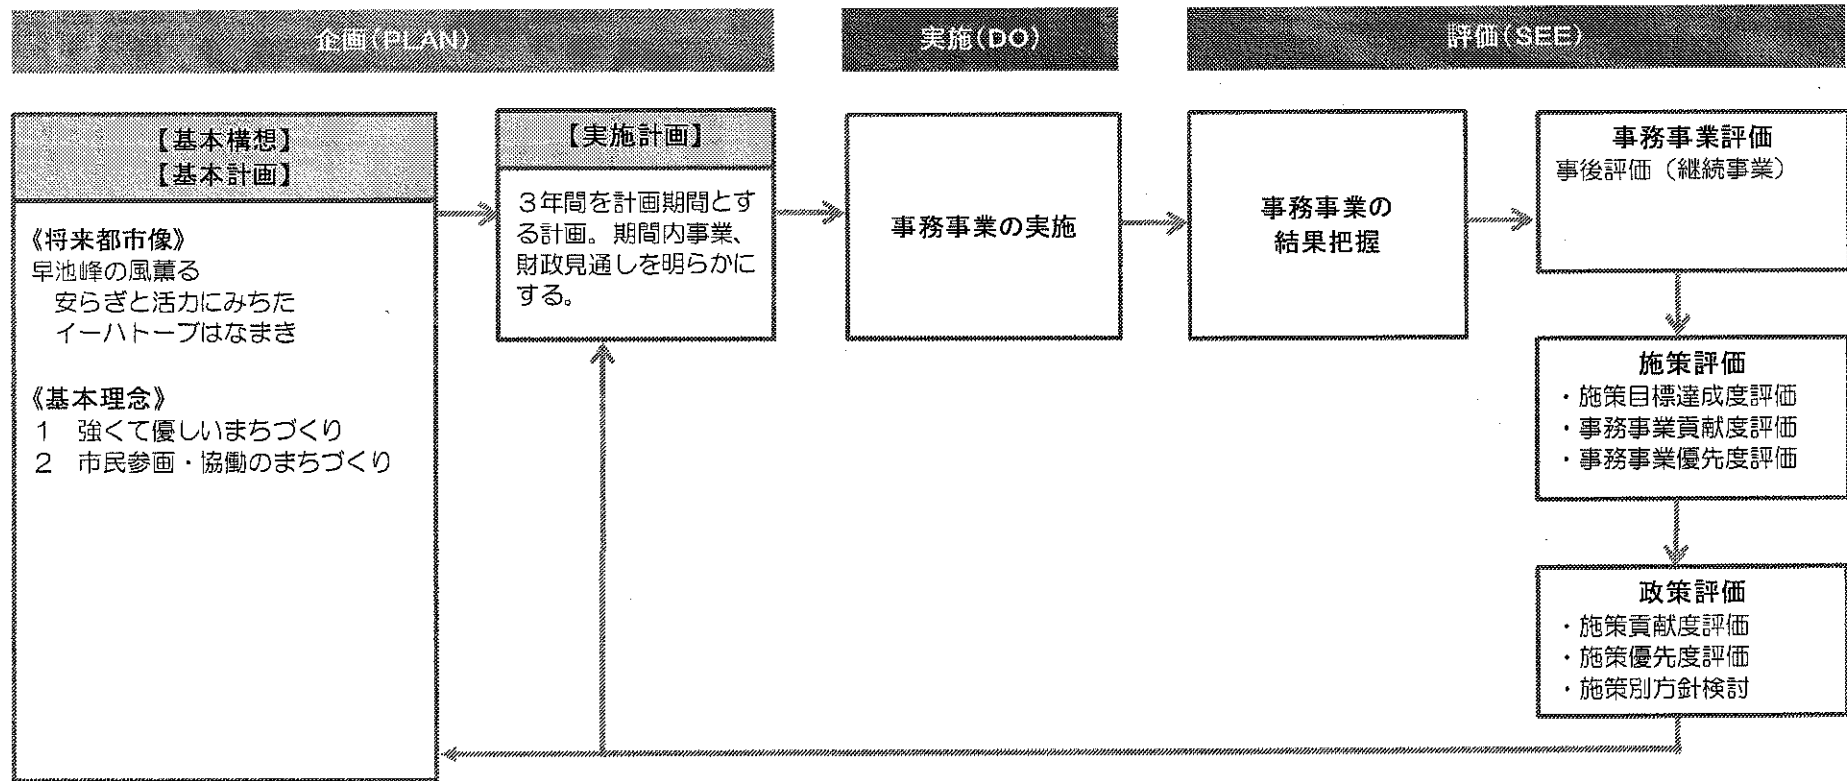 企画(PLAN)
実施(DO)
評価(SEE)
【基本構想】
【基本計画】
《将来都市像》
早池峰の風薫る
安らぎと活力にみちた
イーハトーブはなまき
《基本理念》
1 強くて優しいまちづくり
2 市民参画・協働のまちづくり
【実施計画】
3年間を計画期間とす
る計画。期間内事業、
財政見通しを明らかに
する。
事務事業の実施
事務事業の
結果把握
事務事業評価
事後評価（継続事業）
施策評価
・施策目標達成度評価
・事務事業貢献度評価
・事務事業優先度評価
政策評価
・施策貢献度評価
・施策優先度評価
・施策別方針検討